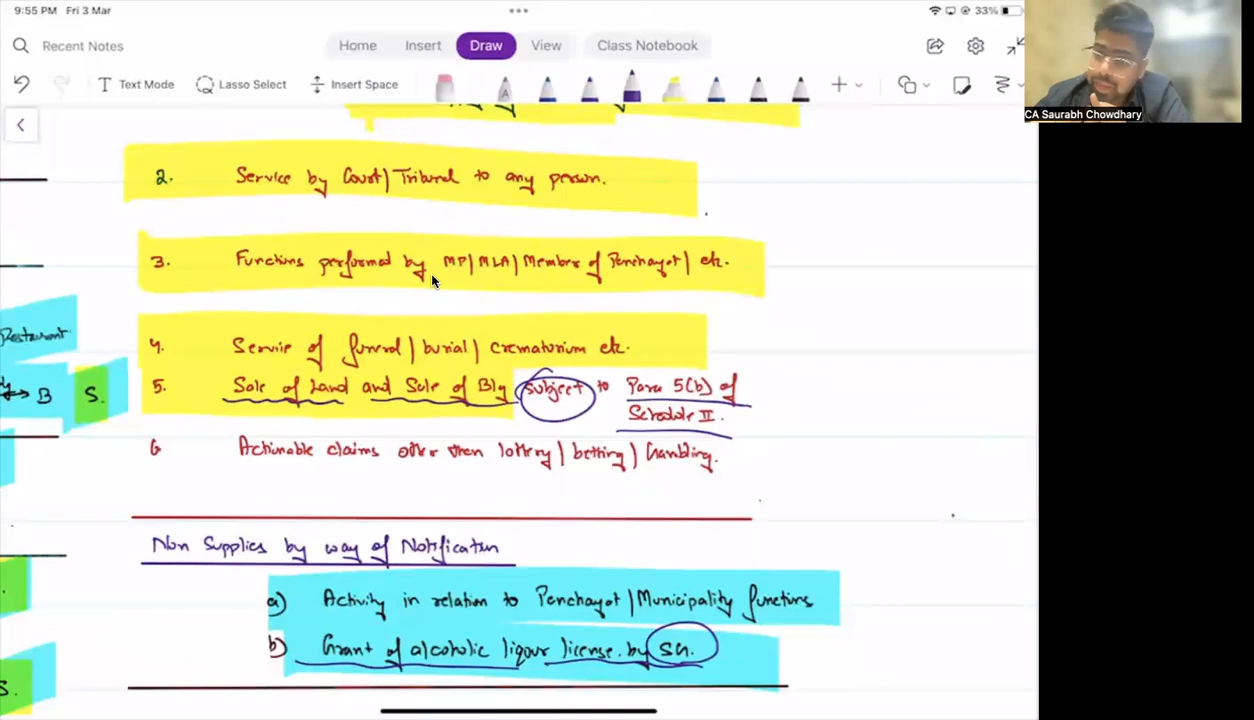 9:55 PM Fri 3 Mar
33%
Recent Notes
Home Insert Draw View Class Notebook
Text Mode Lasso Select Insert Space
CA Saurabh Chowdhary
2. Service by Court/Tribunal to any person.
3. Functions performed by MP/MLA/Member of Panchayat/ etc.
4. Service of funeral/burial/crematorium etc.
Restaurant
5. Sale of Land and Sale of Blg subject to Para 5(b) of
B S.
Schedule II.
6 Actionable claims other than lottery/betting/Gambling.
Non Supplies by way of Notification
a) Activity in relation to Panchayat/Municipality functions
b) Grant of alcoholic liqour license. by SG.
S.